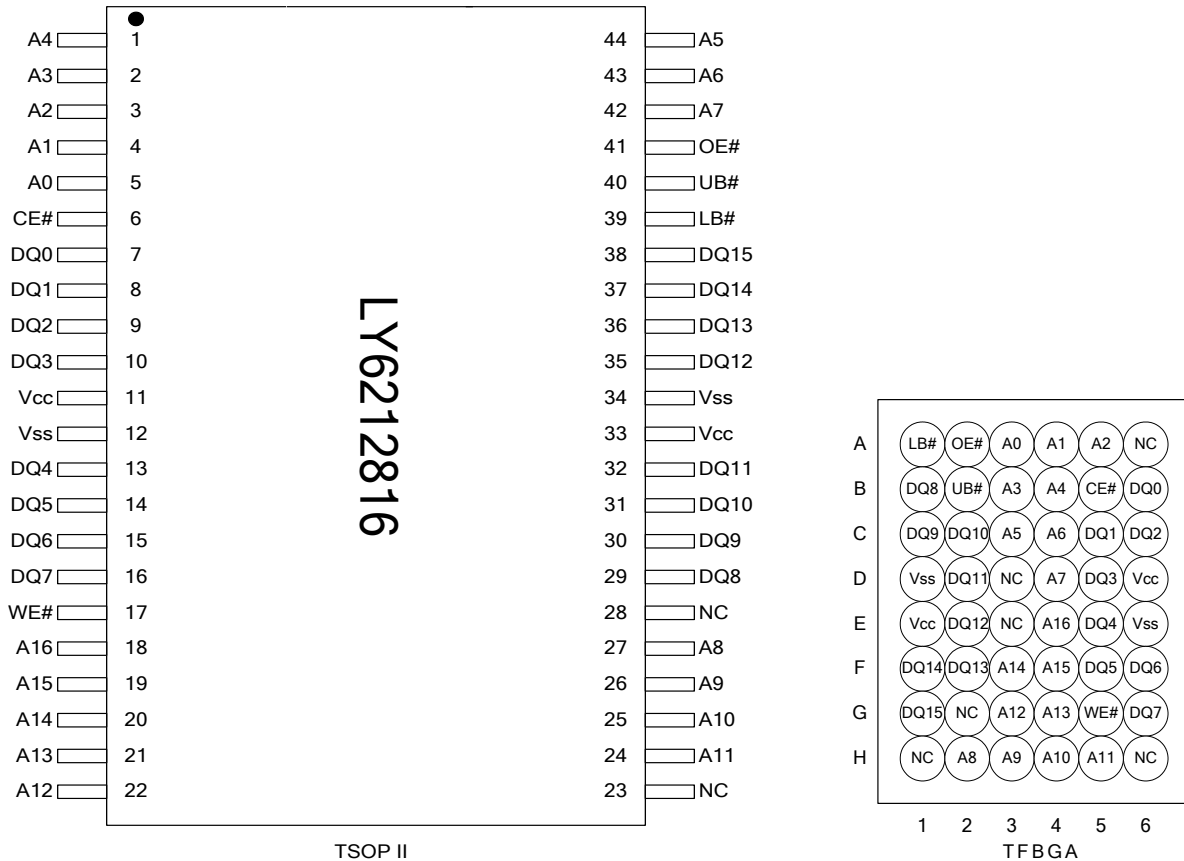 A4 1 44 A5
A3 2 43 A6
A2 3 42 A7
A1 4 41 OE#
A0 5 40 UB#
CE# 6 39 LB#
DQ0 7 38 DQ15
DQ1 8 37 DQ14
DQ2 9 36 DQ13
DQ3 10 35 DQ12
Vcc 11 34 Vss
Vss 12 33 Vcc
DQ4 13 32 DQ11
DQ5 14 31 DQ10
DQ6 15 30 DQ9
DQ7 16 29 DQ8
WE# 17 28 NC
A16 18 27 A8
A15 19 26 A9
A14 20 25 A10
A13 21 24 A11
A12 22 23 NC
LY6212816
TSOP II
A LB# OE# A0 A1 A2 NC
B DQ8 UB# A3 A4 CE# DQ0
C DQ9 DQ10 A5 A6 DQ1 DQ2
D Vss DQ11 NC A7 DQ3 Vcc
E Vcc DQ12 NC A16 DQ4 Vss
F DQ14 DQ13 A14 A15 DQ5 DQ6
G DQ15 NC A12 A13 WE# DQ7
H NC A8 A9 A10 A11 NC
1 2 3 4 5 6
TFBGA